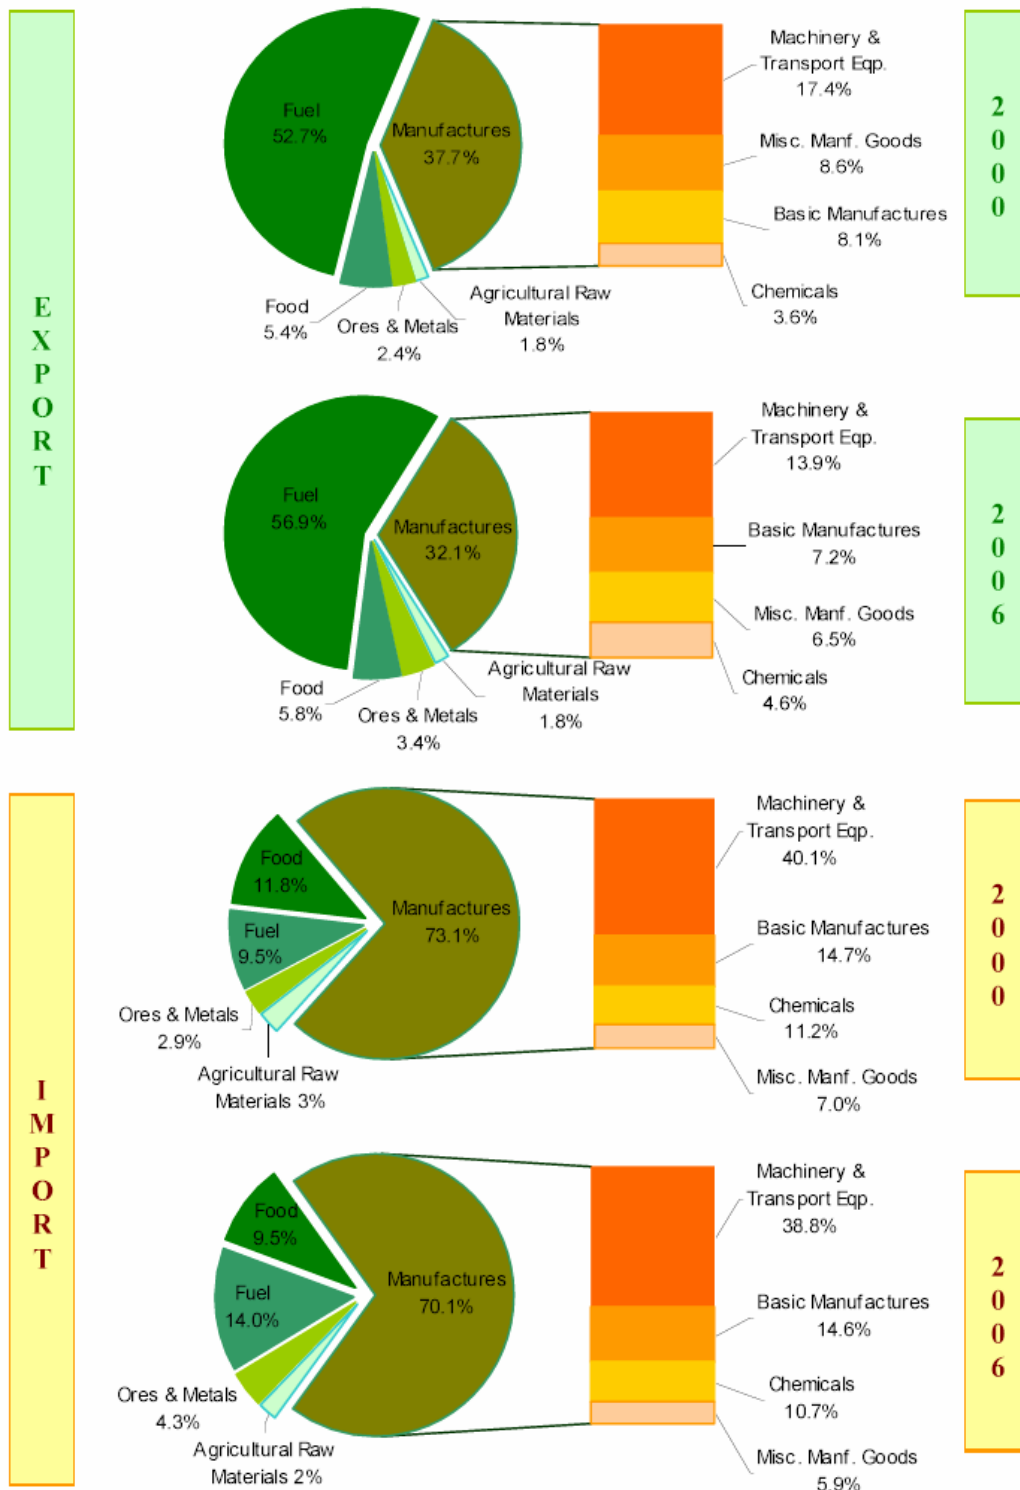 EXPORT
2000
Fuel
52.7%
Manufactures
37.7%
Food
5.4%
Ores & Metals
2.4%
Agricultural Raw
Materials
1.8%
Machinery &
Transport Eqp.
17.4%
Misc. Manf. Goods
8.6%
Basic Manufactures
8.1%
Chemicals
3.6%
2006
Fuel
56.9%
Manufactures
32.1%
Food
5.8%
Ores & Metals
3.4%
Agricultural Raw
Materials
1.8%
Machinery &
Transport Eqp.
13.9%
Basic Manufactures
7.2%
Misc. Manf. Goods
6.5%
Chemicals
4.6%
IMPORT
2000
Food
11.8%
Fuel
9.5%
Manufactures
73.1%
Ores & Metals
2.9%
Agricultural Raw
Materials 3%
Machinery &
Transport Eqp.
40.1%
Basic Manufactures
14.7%
Chemicals
11.2%
Misc. Manf. Goods
7.0%
2006
Food
9.5%
Fuel
14.0%
Manufactures
70.1%
Ores & Metals
4.3%
Agricultural Raw
Materials 2%
Machinery &
Transport Eqp.
38.8%
Basic Manufactures
14.6%
Chemicals
10.7%
Misc. Manf. Goods
5.9%